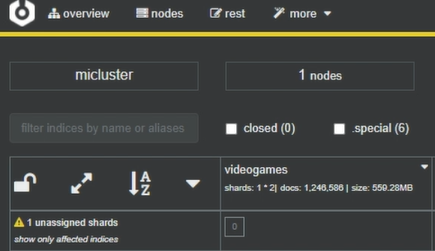 overview nodes rest more
micluster 1 nodes
filter indices by name or aliases closed (0) .special (6)
A
Z
videogames
shards: 1 * 2| docs: 1,246,586 | size: 559.28MB
1 unassigned shards
show only affected indices
0